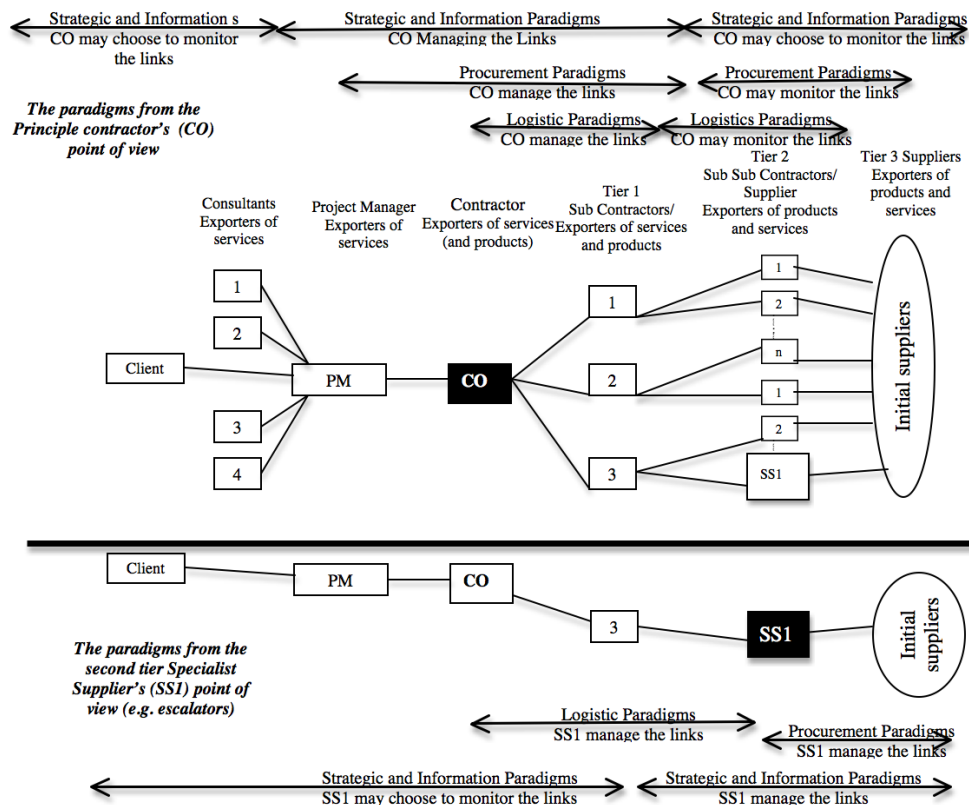 Strategic and Information s
CO may choose to monitor
the links
Strategic and Information Paradigms
CO Managing the Links
Strategic and Information Paradigms
CO may choose to monitor the links
Procurement Paradigms
CO manage the links
Procurement Paradigms
CO may monitor the links
Logistic Paradigms
CO manage the links
Logistics Paradigms
CO may monitor the links
The paradigms from the
Principle contractor's (CO)
point of view
Consultants
Exporters of
services
Project Manager
Exporters of
services
Contractor
Exporters of services
(and products)
Tier 1
Sub Contractors/
Exporters of services
and products
Tier 2
Sub Sub Contractors/
Supplier
Exporters of products
and services
Tier 3 Suppliers
Exporters of
products and
services
1
2
Client
3
4
PM
CO
1
2
3
1
2
n
1
2
SS1
Initial suppliers
Client
PM
CO
3
SS1
Initial
suppliers
The paradigms from the
second tier Specialist
Supplier's (SS1) point of
view (e.g. escalators)
Logistic Paradigms
SS1 manage the links
Procurement Paradigms
SS1 manage the links
Strategic and Information Paradigms
SS1 may choose to monitor the links
Strategic and Information Paradigms
SS1 manage the links